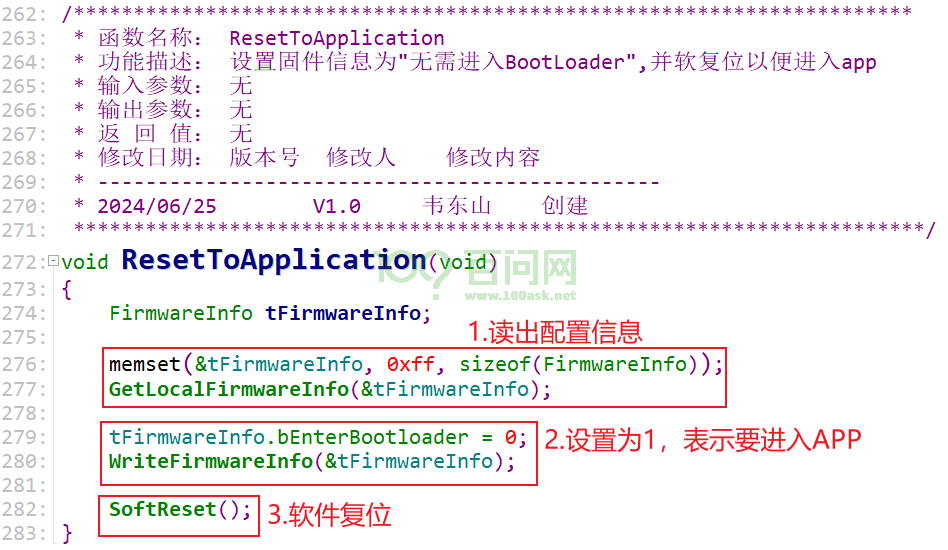 262: /**********************************************************************
263:  * 函数名称： ResetToApplication
264:  * 功能描述： 设置固件信息为"无需进入BootLoader",并软复位以便进入app
265:  * 输入参数： 无
266:  * 输出参数： 无
267:  * 返 回 值： 无
268:  * 修改日期： 版本号 修改人 修改内容
269:  * -----------------------------------------------
270:  * 2024/06/25 V1.0 韦东山 创建
271:  ***********************************************************************/
272: void ResetToApplication(void)
百问网
www.100ask.net
273: {
274: FirmwareInfo tFirmwareInfo;
275:
1.读出配置信息
276: memset(&tFirmwareInfo, 0xff, sizeof(FirmwareInfo));
277: GetLocalFirmwareInfo(&tFirmwareInfo);
278:
279: tFirmwareInfo.bEnterBootloader = 0;
2.设置为1，表示要进入APP
280: WriteFirmwareInfo(&tFirmwareInfo);
281:
282: SoftReset();
3.软件复位
283: }